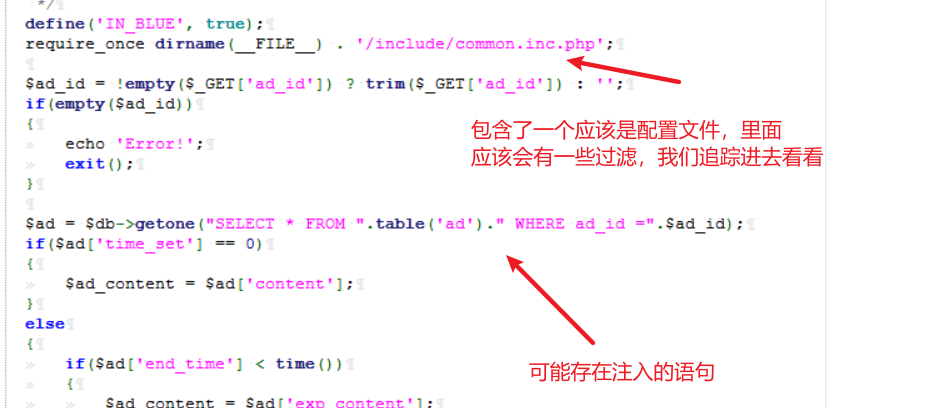 */
define('IN_BLUE', true);
require_once dirname(__FILE__) . '/include/common.inc.php';
$ad_id = !empty($_GET['ad_id']) ? trim($_GET['ad_id']) : '';
if(empty($ad_id))
{
echo 'Error!';
exit();
}
包含了一个应该是配置文件，里面
应该会有一些过滤，我们追踪进去看看
$ad = $db->getone("SELECT * FROM ".table('ad')." WHERE ad_id =".$ad_id);
if($ad['time_set'] == 0)
{
$ad_content = $ad['content'];
}
else
{
if($ad['end_time'] < time())
{
$ad_content = $ad['exp_content'];
可能存在注入的语句